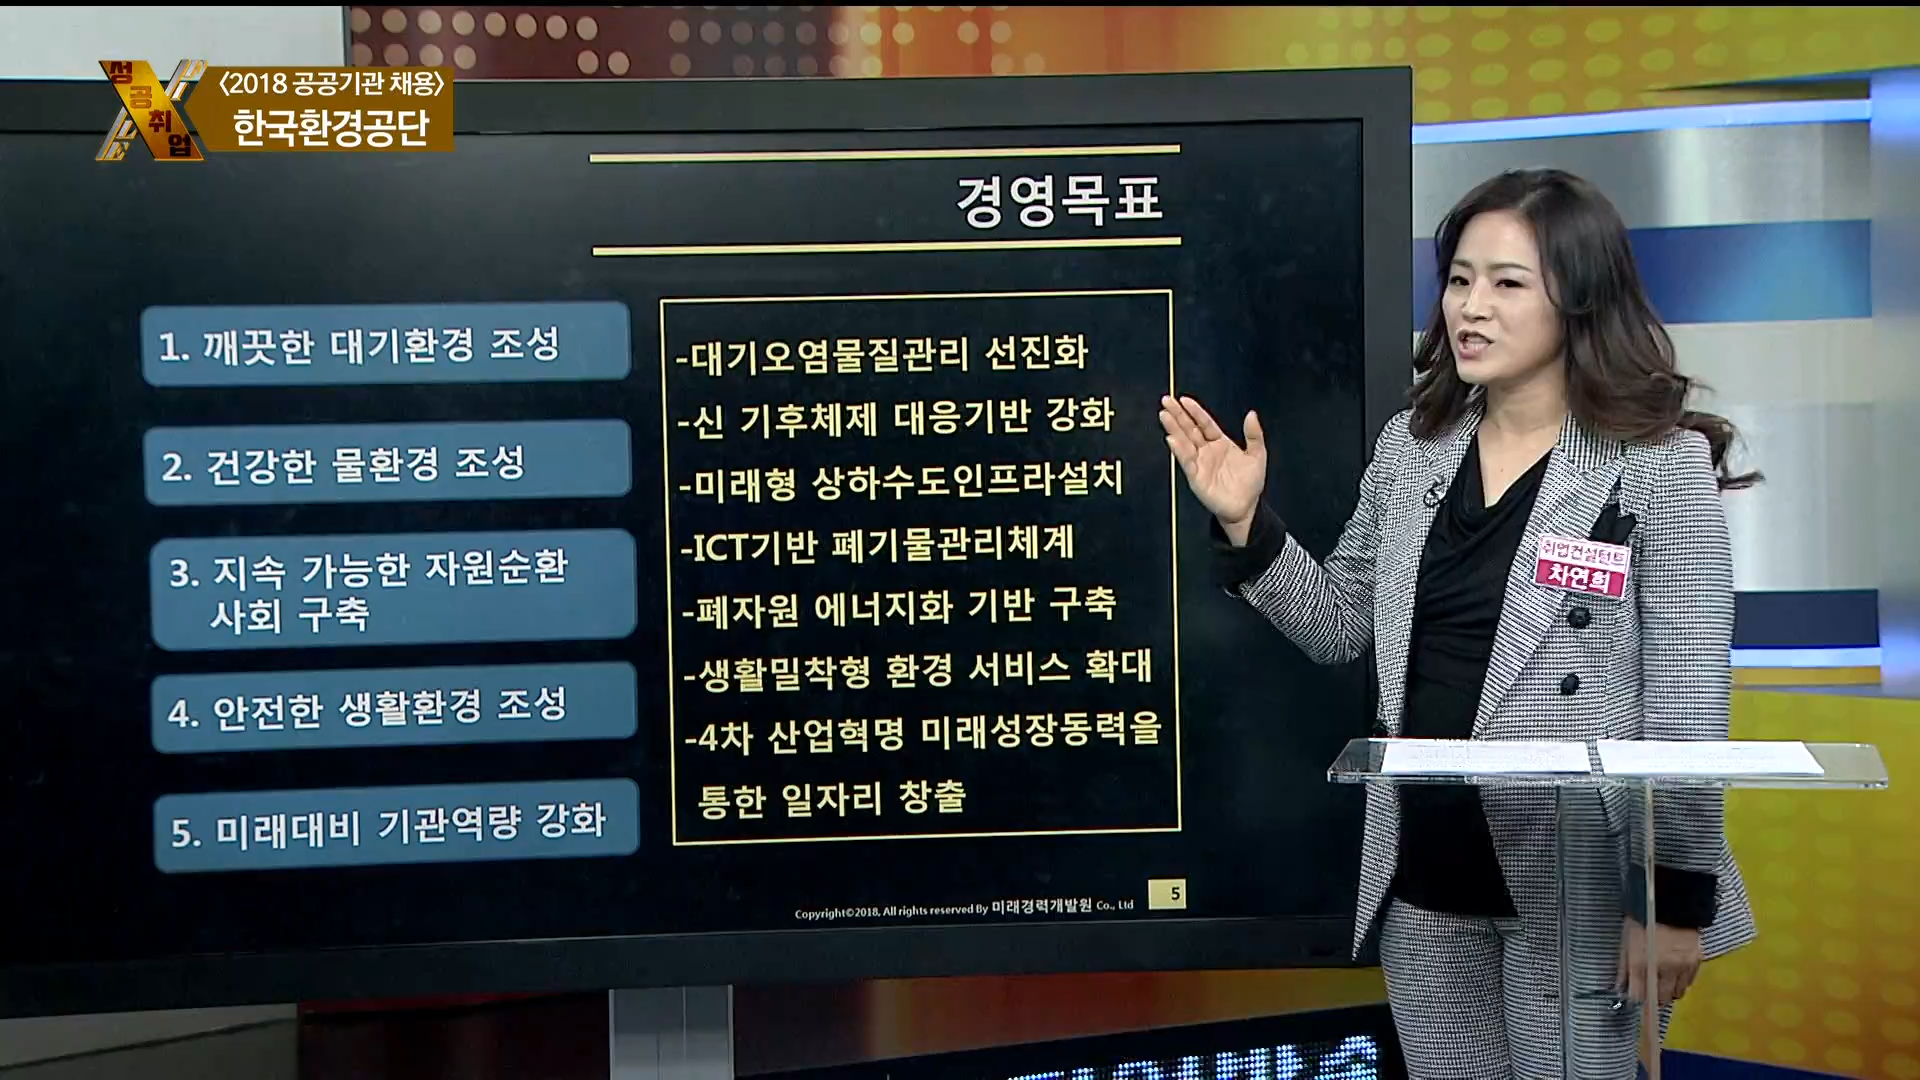 성공취업
〈2018 공공기관 채용〉
한국환경공단
경영목표
1. 깨끗한 대기환경 조성
2. 건강한 물환경 조성
3. 지속 가능한 자원순환
사회 구축
4. 안전한 생활환경 조성
5. 미래대비 기관역량 강화
-대기오염물질관리 선진화
-신 기후체제 대응기반 강화
-미래형 상하수도인프라설치
-ICT기반 폐기물관리체계
-폐자원 에너지화 기반 구축
-생활밀착형 환경 서비스 확대
-4차 산업혁명 미래성장동력을
통한 일자리 창출
취업컨설턴트
차연희
Copyright©2018, All rights reserved By 미래경력개발원 Co., Ltd
5